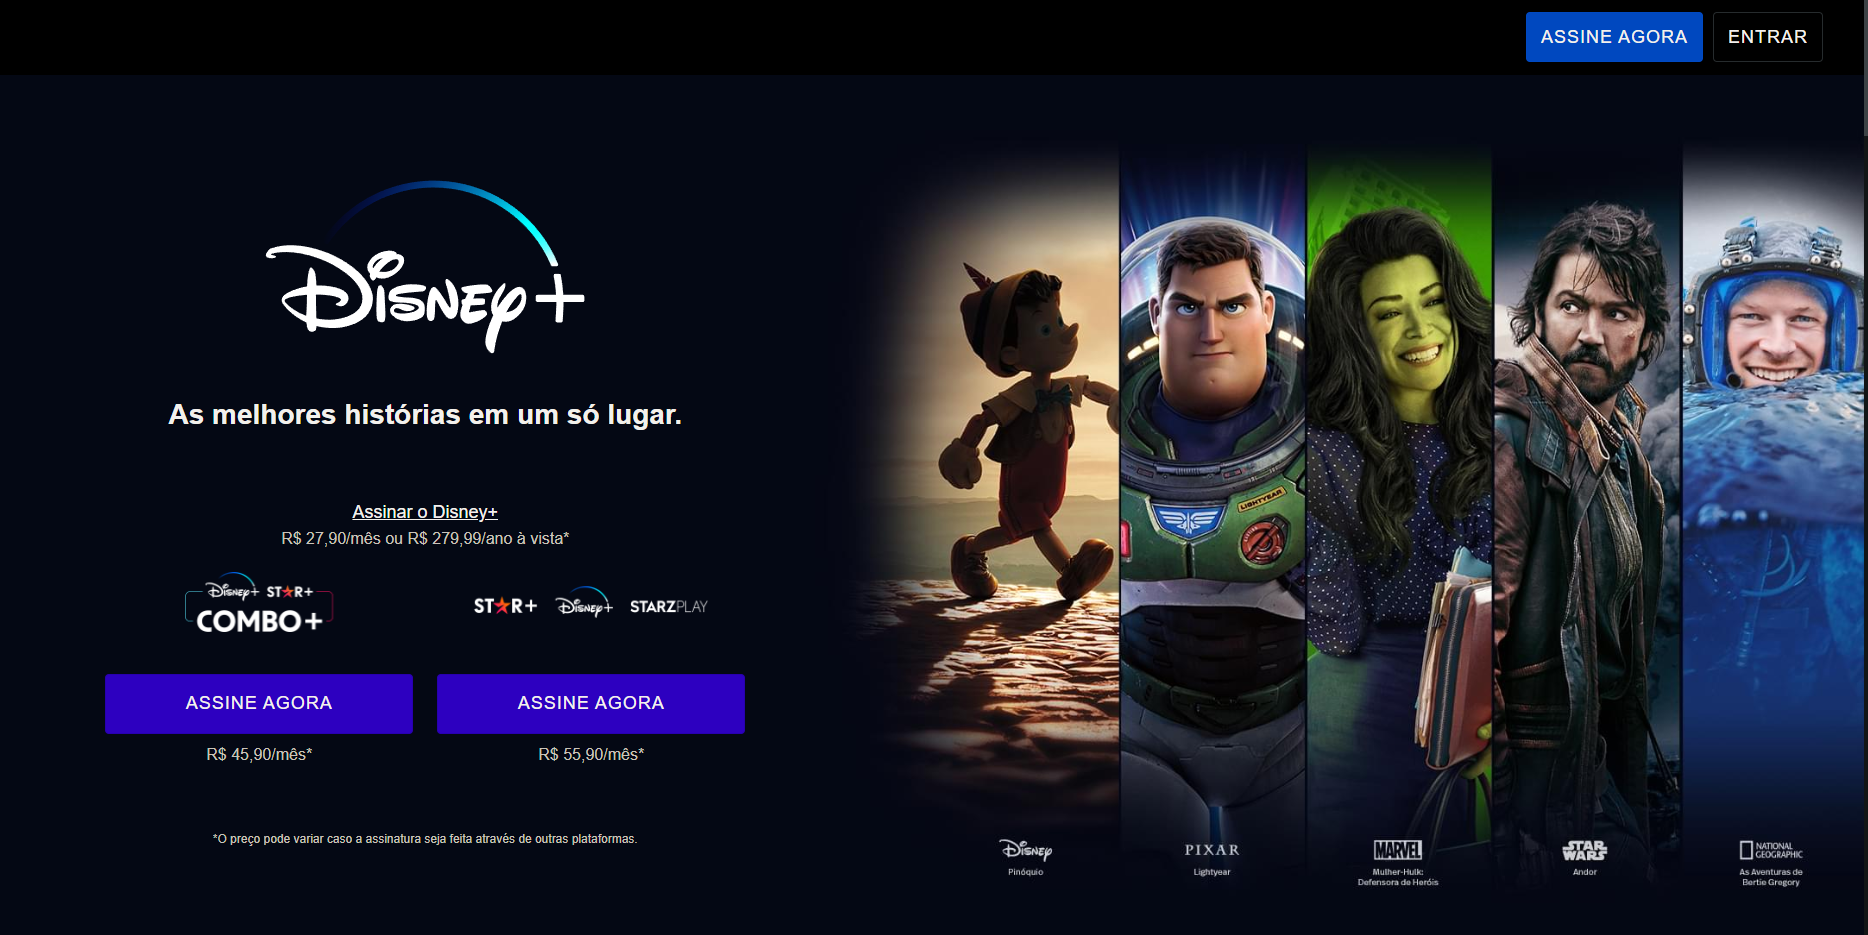 ASSINE AGORA
ENTRAR
Disney+
As melhores histórias em um só lugar.
Assinar o Disney+
R$ 27,90/mês ou R$ 279,99/ano à vista*
Disney+ STAR+
COMBO+
STAR+ Disney+ STARZPLAY
ASSINE AGORA
R$ 45,90/mês*
ASSINE AGORA
R$ 55,90/mês*
*O preço pode variar caso a assinatura seja feita através de outras plataformas.
LIGHTYEAR
Disney
Pinóquio
PIXAR
Lightyear
MARVEL
Mulher-Hulk:
Defensora de Heróis
STAR
WARS
Andor
NATIONAL
GEOGRAPHIC
As Aventuras de
Bertie Gregory